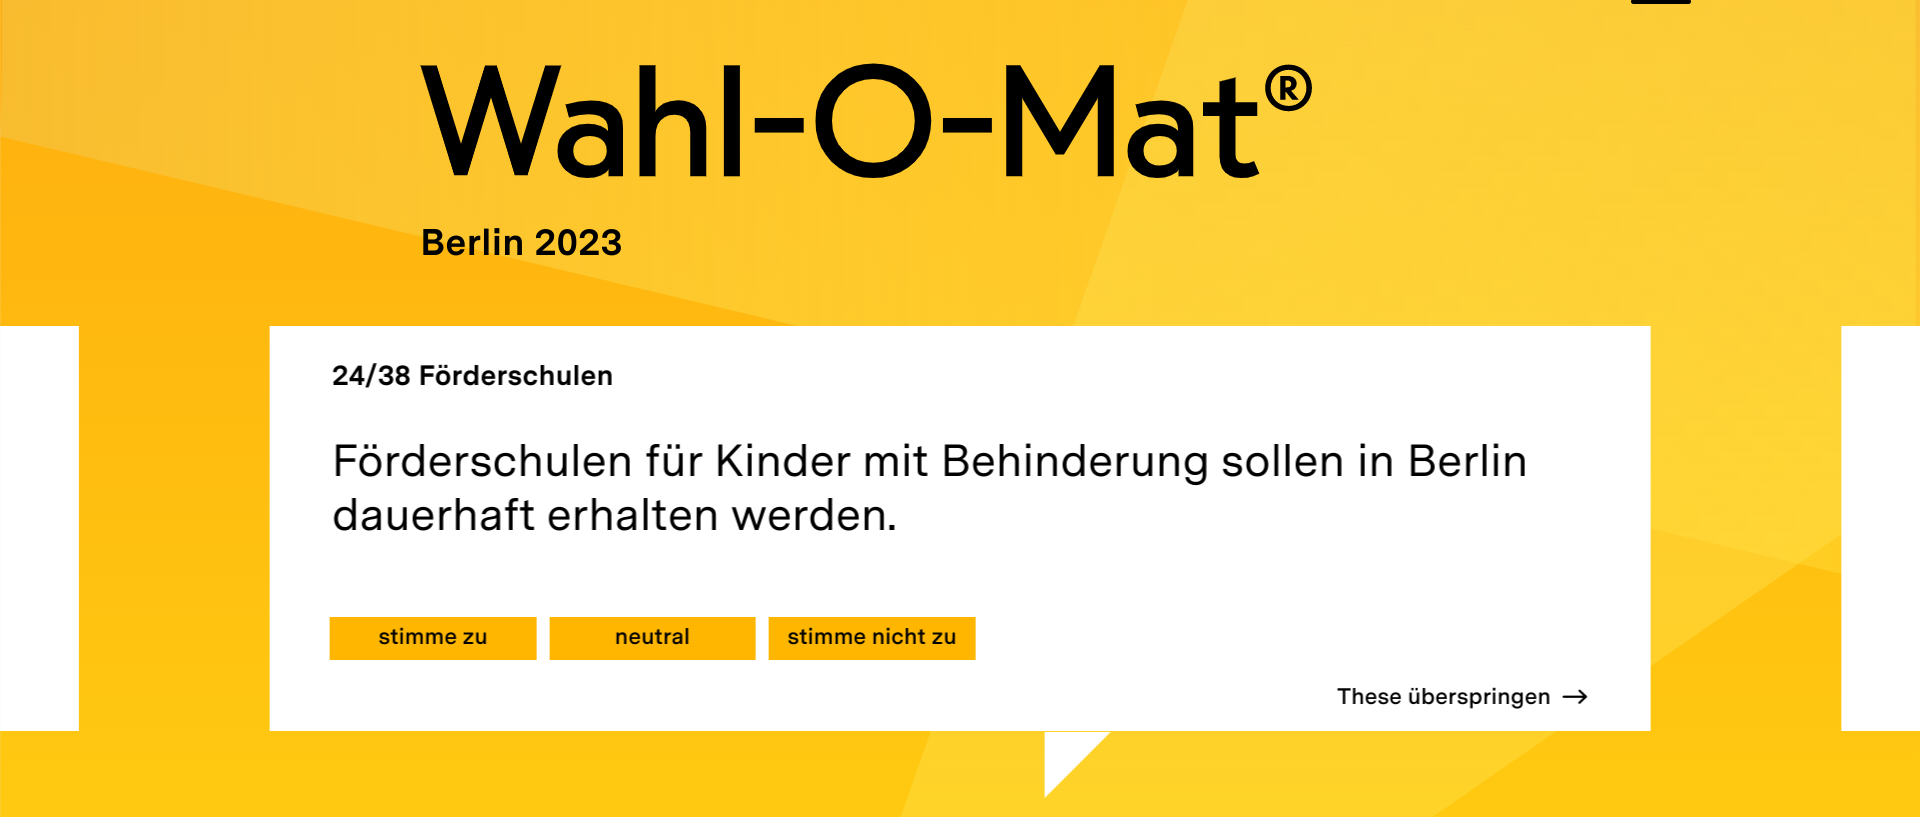 Wahl-O-Mat®
Berlin 2023
24/38 Förderschulen
Förderschulen für Kinder mit Behinderung sollen in Berlin
dauerhaft erhalten werden.
stimme zu
neutral
stimme nicht zu
These überspringen →